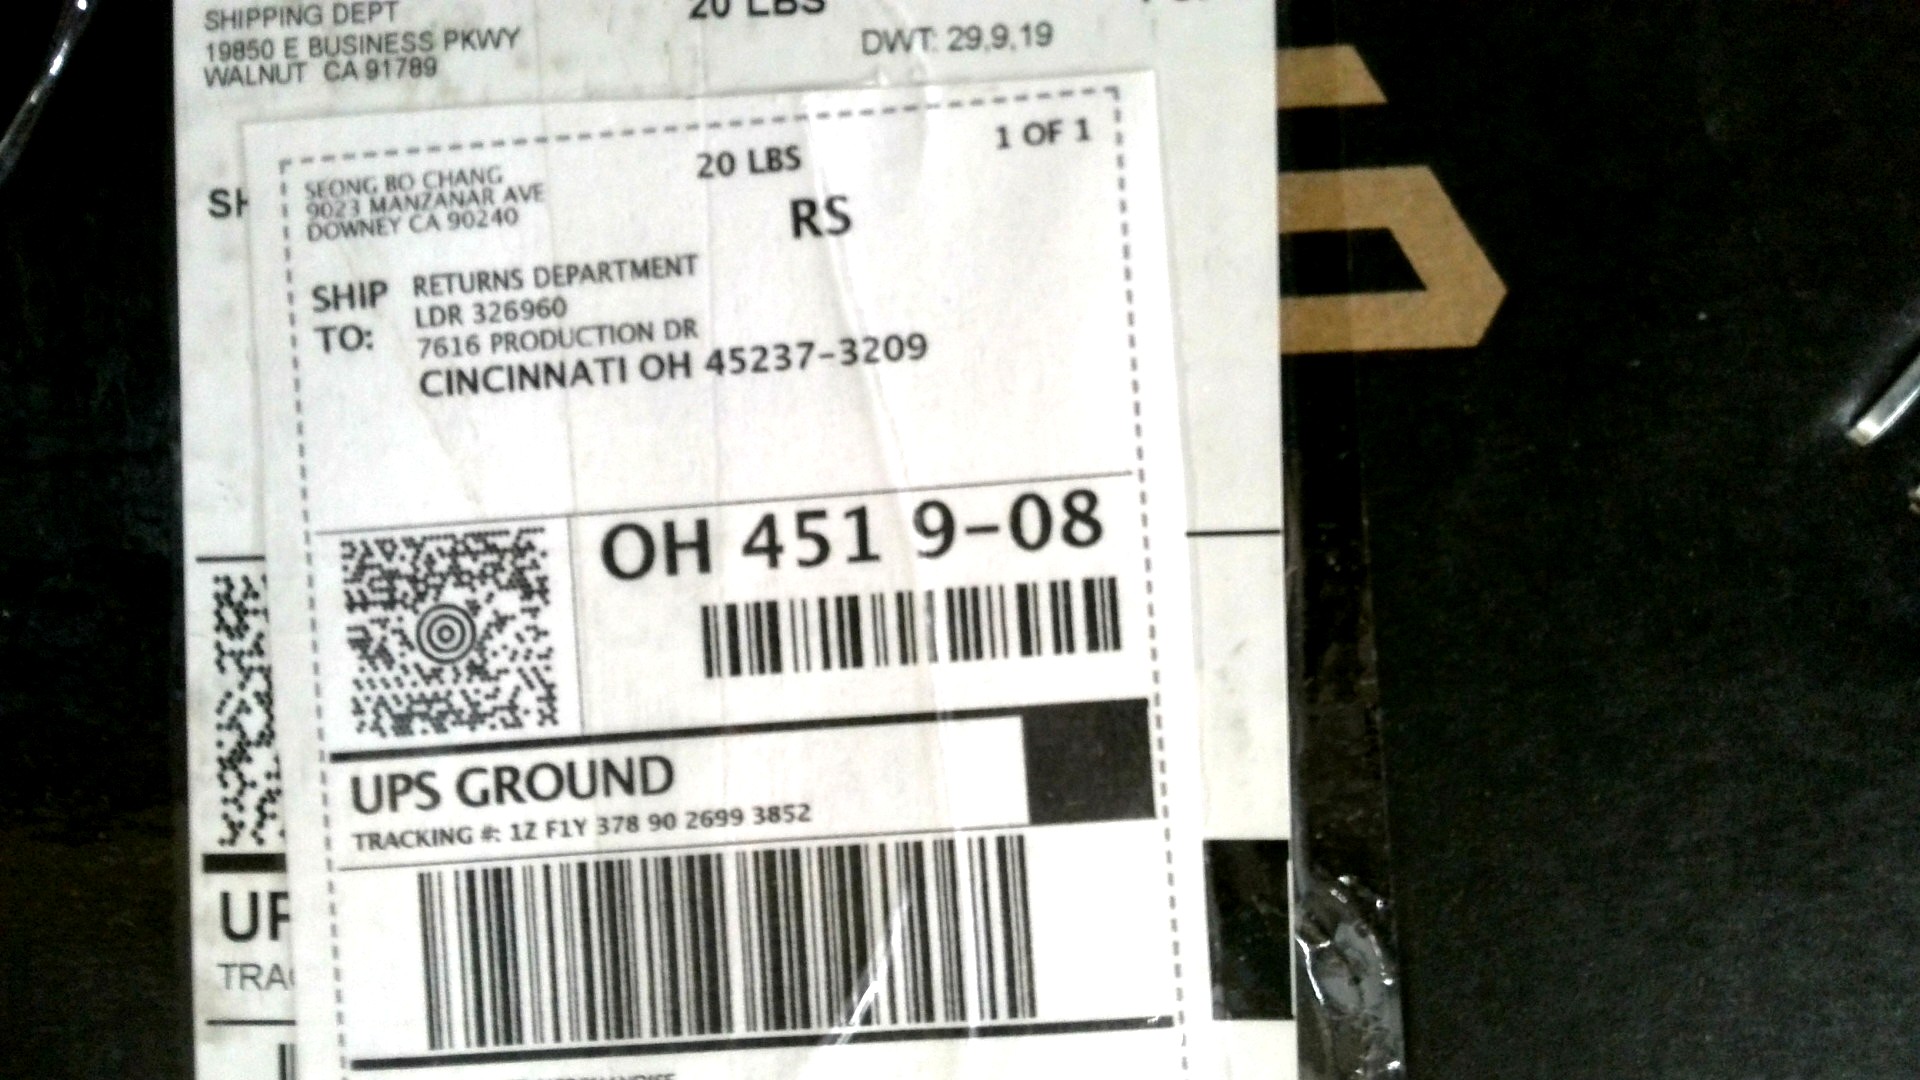 SHIPPING DEPT
19850 E BUSINESS PKWY
WALNUT CA 91789
20 LBS
DWT: 29,9,19
SH
SEONG BO CHANG
9023 MANZANAR AVE
DOWNEY CA 90240
20 LBS
1 OF 1
RS
SHIP TO:
RETURNS DEPARTMENT
LDR 326960
7616 PRODUCTION DR
CINCINNATI OH 45237-3209
OH 451 9-08
UPS GROUND
TRACKING #: 1Z F1Y 378 90 2699 3852